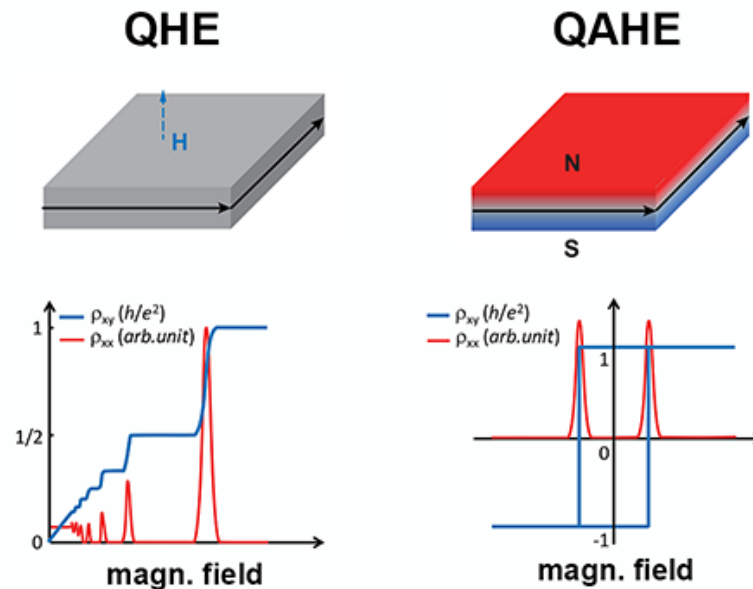 QHE
QAHE
H
N
S
ρxy (h/e²)
ρxx (arb.unit)
1
1/2
0
magn. field
ρxy (h/e²)
ρxx (arb.unit)
1
0
-1
magn. field